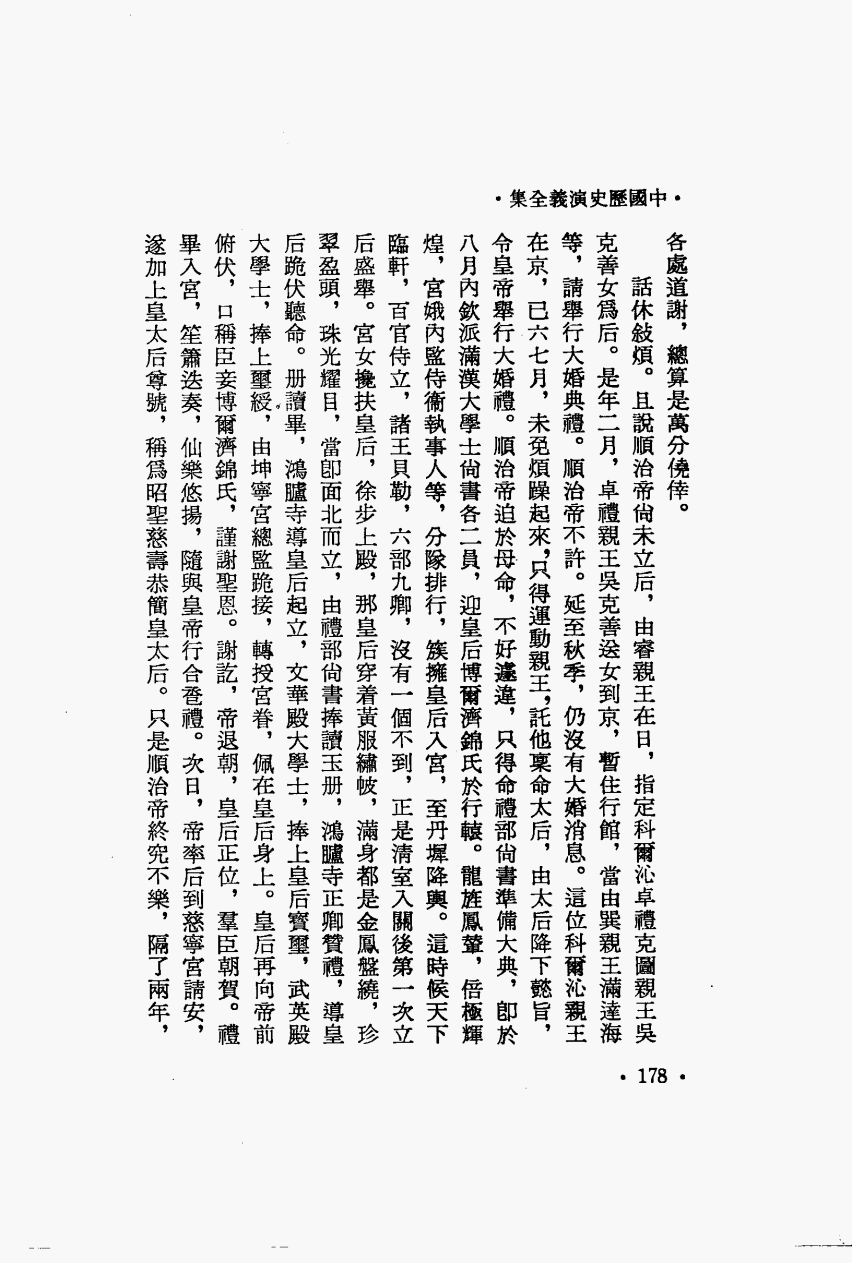 ·中國歷史演義全集·
各處道謝，總算是萬分僥倖。
話休敍煩。且說順治帝尙未立后，由睿親王在日，指定科爾沁卓禮克圖親王吳
克善女爲后。是年二月，卓禮親王吳克善送女到京，暫住行館，當由巽親王滿達海
等，請舉行大婚典禮。順治帝不許。延至秋季，仍沒有大婚消息。這位科爾沁親王
在京，已六七月，未免煩躁起來，只得運動親王，託他稟命太后，由太后降下懿旨，
令皇帝舉行大婚禮。順治帝迫於母命，不好違違，只得命禮部尙書準備大典，卽於
八月內欽派滿漢大學士尙書各二員，迎皇后博爾濟錦氏於行轅。龍旌鳳輦，倍極輝
煌，宮娥內監侍衞執事人等，分隊排行，簇擁皇后入宮，至丹墀降輿。這時候天下
臨軒，百官侍立，諸王貝勒，六部九卿，沒有一個不到，正是淸室入關後第一次立
后盛舉。宮女攙扶皇后，徐步上殿，那皇后穿着黃服繡帔，滿身都是金鳳盤繞，珍
翠盈頭，珠光耀目，當卽面北而立，由禮部尙書捧讀玉册，鴻臚寺正卿贊禮，導皇
后跪伏聽命。册讀畢，鴻臚寺導皇后起立，文華殿大學士，捧上皇后寶璽，武英殿
大學士，捧上璽綬，由坤寧宮總監跪接，轉授宮眷，佩在皇后身上。皇后再向帝前
俯伏，口稱臣妾博爾濟錦氏，謹謝聖恩。謝訖，帝退朝，皇后正位，羣臣朝賀。禮
畢入宮，笙簫迭奏，仙樂悠揚，隨與皇帝行合卺禮。次日，帝率后到慈寧宮請安，
遂加上皇太后尊號，稱爲昭聖慈壽恭簡皇太后。只是順治帝終究不樂，隔了兩年，
·178·